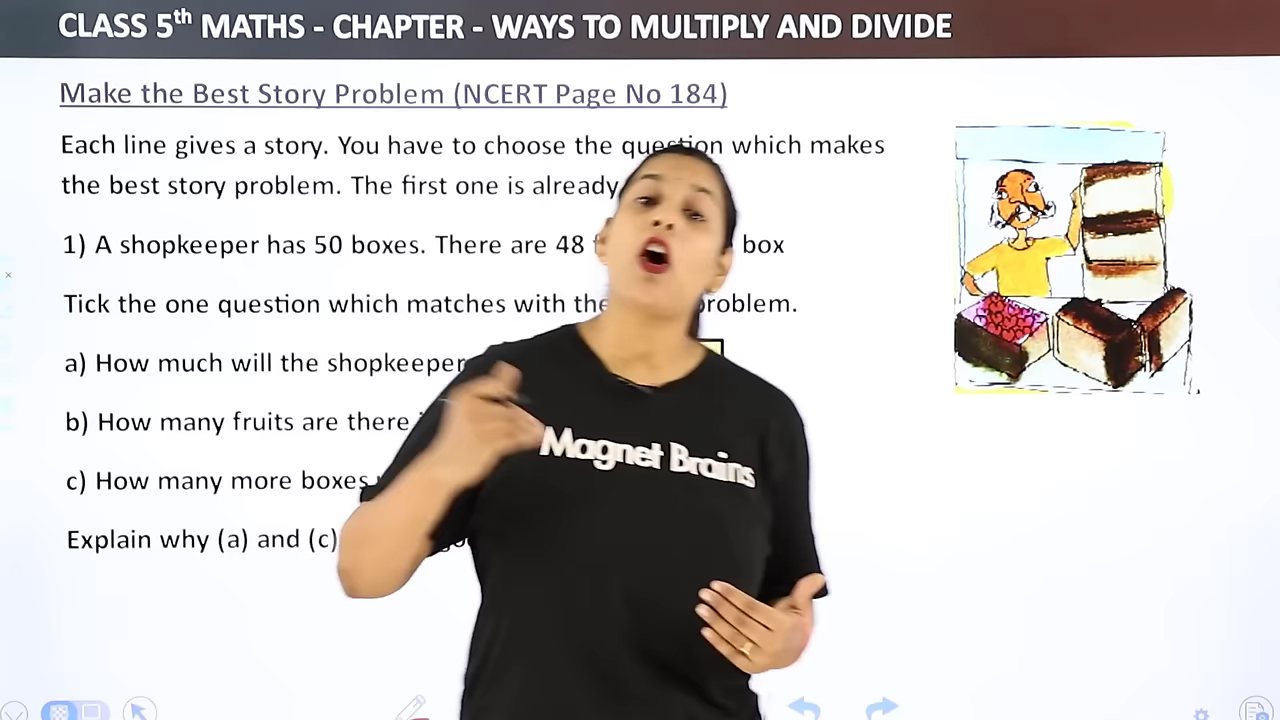 CLASS 5th MATHS - CHAPTER - WAYS TO MULTIPLY AND DIVIDE
Make the Best Story Problem (NCERT Page No 184)
Each line gives a story. You have to choose the question which makes
the best story problem. The first one is already
1) A shopkeeper has 50 boxes. There are 48 box
Tick the one question which matches with the problem.
a) How much will the shopkeeper
b) How many fruits are there
c) How many more boxes
Explain why (a) and (c)
Magnet Brains